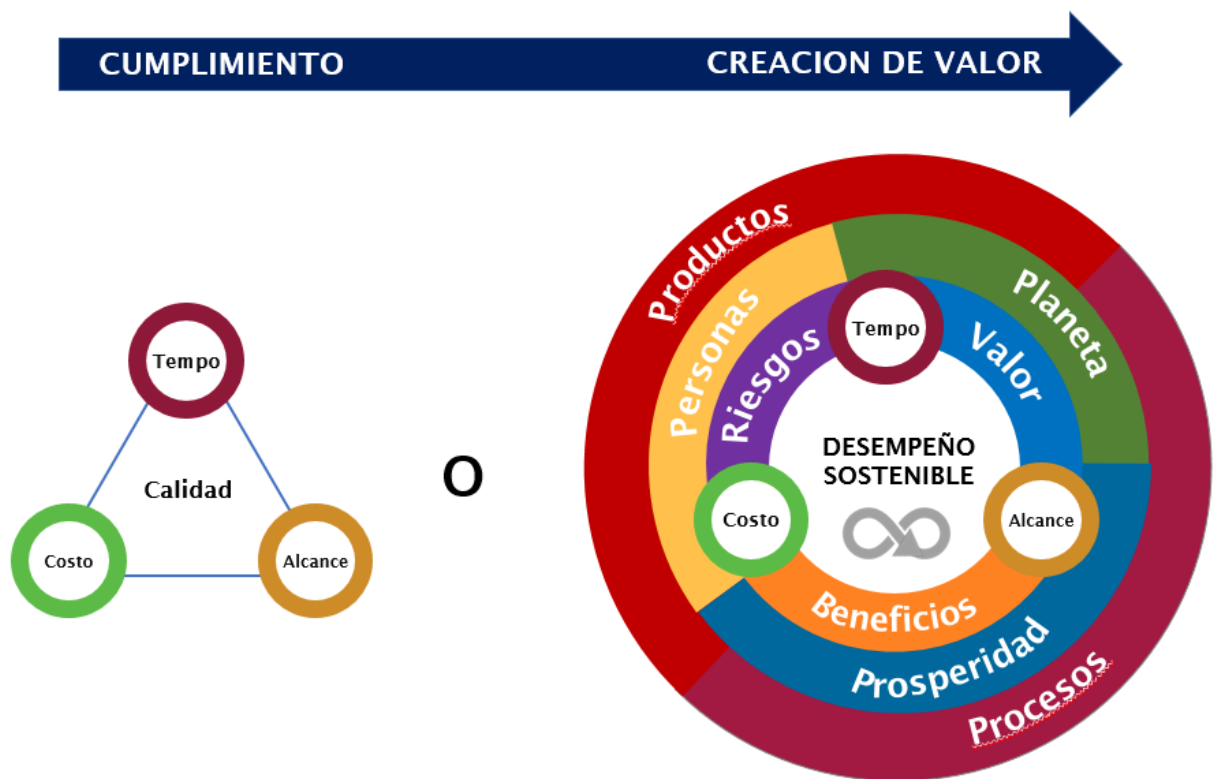 CUMPLIMIENTO
CREACION DE VALOR
Tempo
Calidad
Costo
Alcance
O
Productos
Personas
Planeta
Riesgos
Tempo
Valor
DESEMPEÑO
SOSTENIBLE
Costo
Alcance
Beneficios
Prosperidad
Procesos